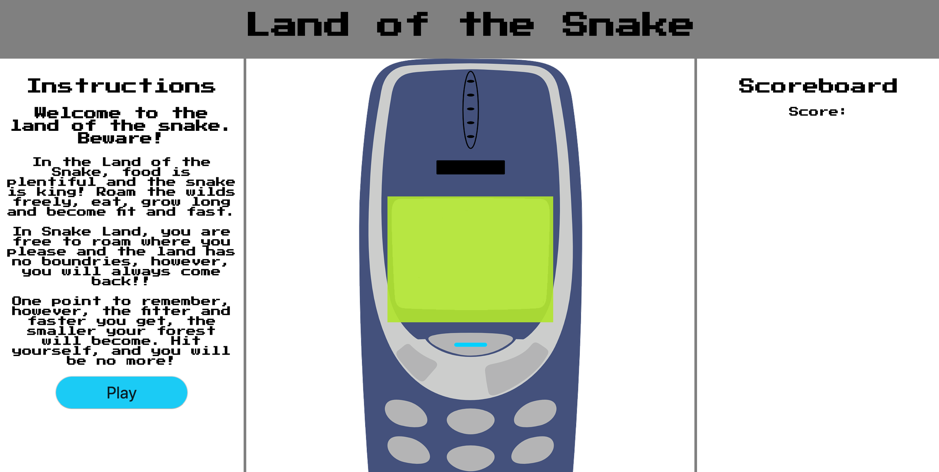 Land of the Snake
Instructions
Welcome to the
land of the snake.
Beware!
In the Land of the
Snake, food is
plentiful and the snake
is king! Roam the wilds
freely, eat, grow long
and become fit and fast.
In Snake Land, you are
free to roam where you
please and the land has
no boundries, however,
you will always come
back!!
One point to remember,
however, the fitter and
faster you get, the
smaller your forest
will become. Hit
yourself, and you will
be no more!
Play
Scoreboard
Score: